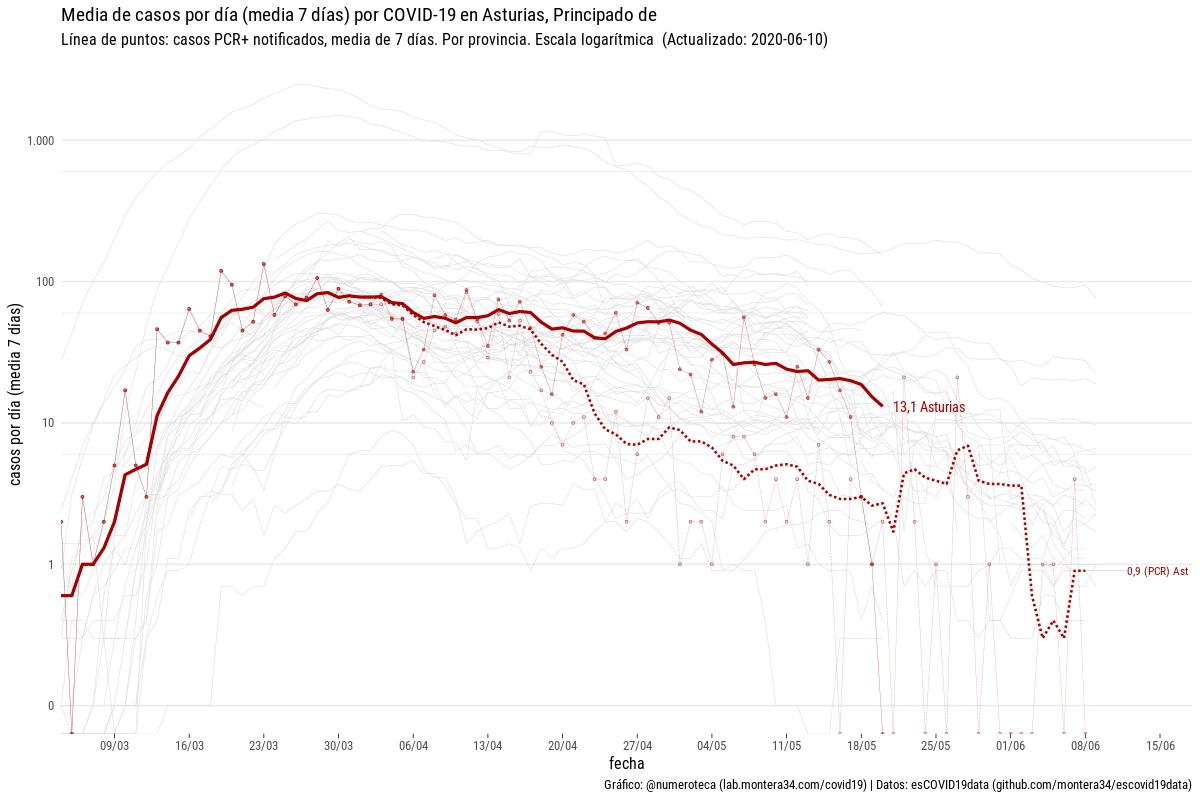 Media de casos por día (media 7 días) por COVID-19 en Asturias, Principado de
Línea de puntos: casos PCR+ notificados, media de 7 días. Por provincia. Escala logarítmica  (Actualizado: 2020-06-10)
casos por día (media 7 días)
1.000
100
10
1
0
13,1 Asturias
0,9 (PCR) Ast
09/03 16/03 23/03 30/03 06/04 13/04 20/04 27/04 04/05 11/05 18/05 25/05 01/06 08/06 15/06
fecha
Gráfico: @numeroteca (lab.montera34.com/covid19) | Datos: esCOVID19data (github.com/montera34/escovid19data)